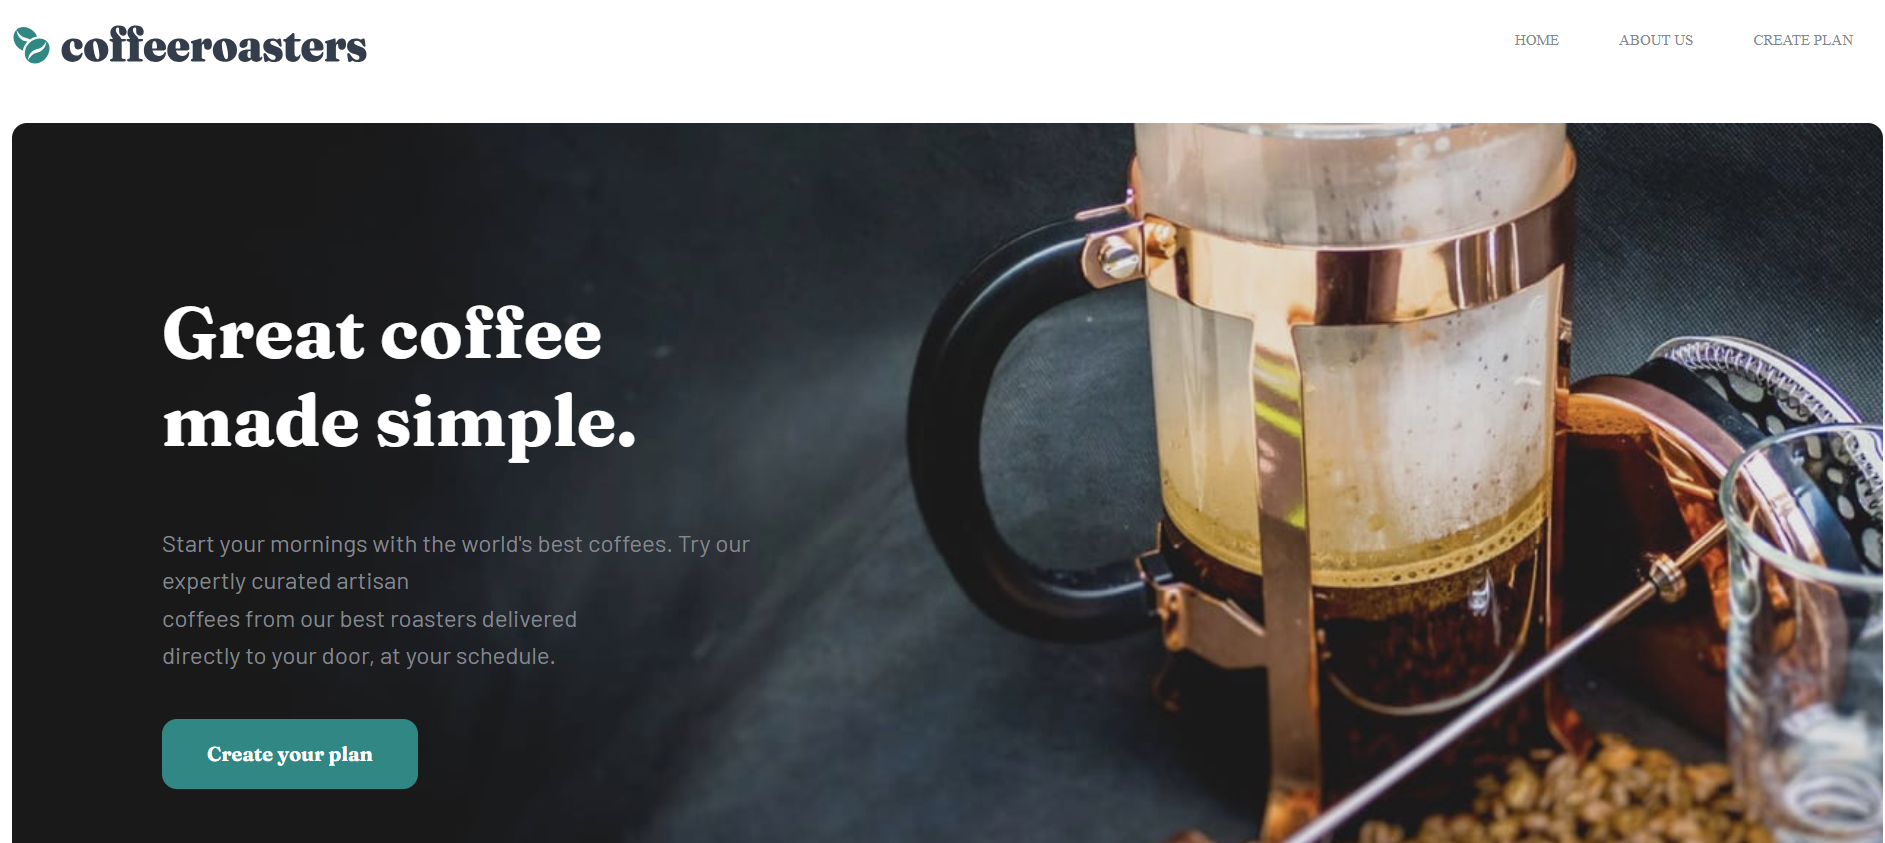 coffeeroasters
HOME
ABOUT US
CREATE PLAN
Great coffee
made simple.
Start your mornings with the world's best coffees. Try our
expertly curated artisan
coffees from our best roasters delivered
directly to your door, at your schedule.
Create your plan